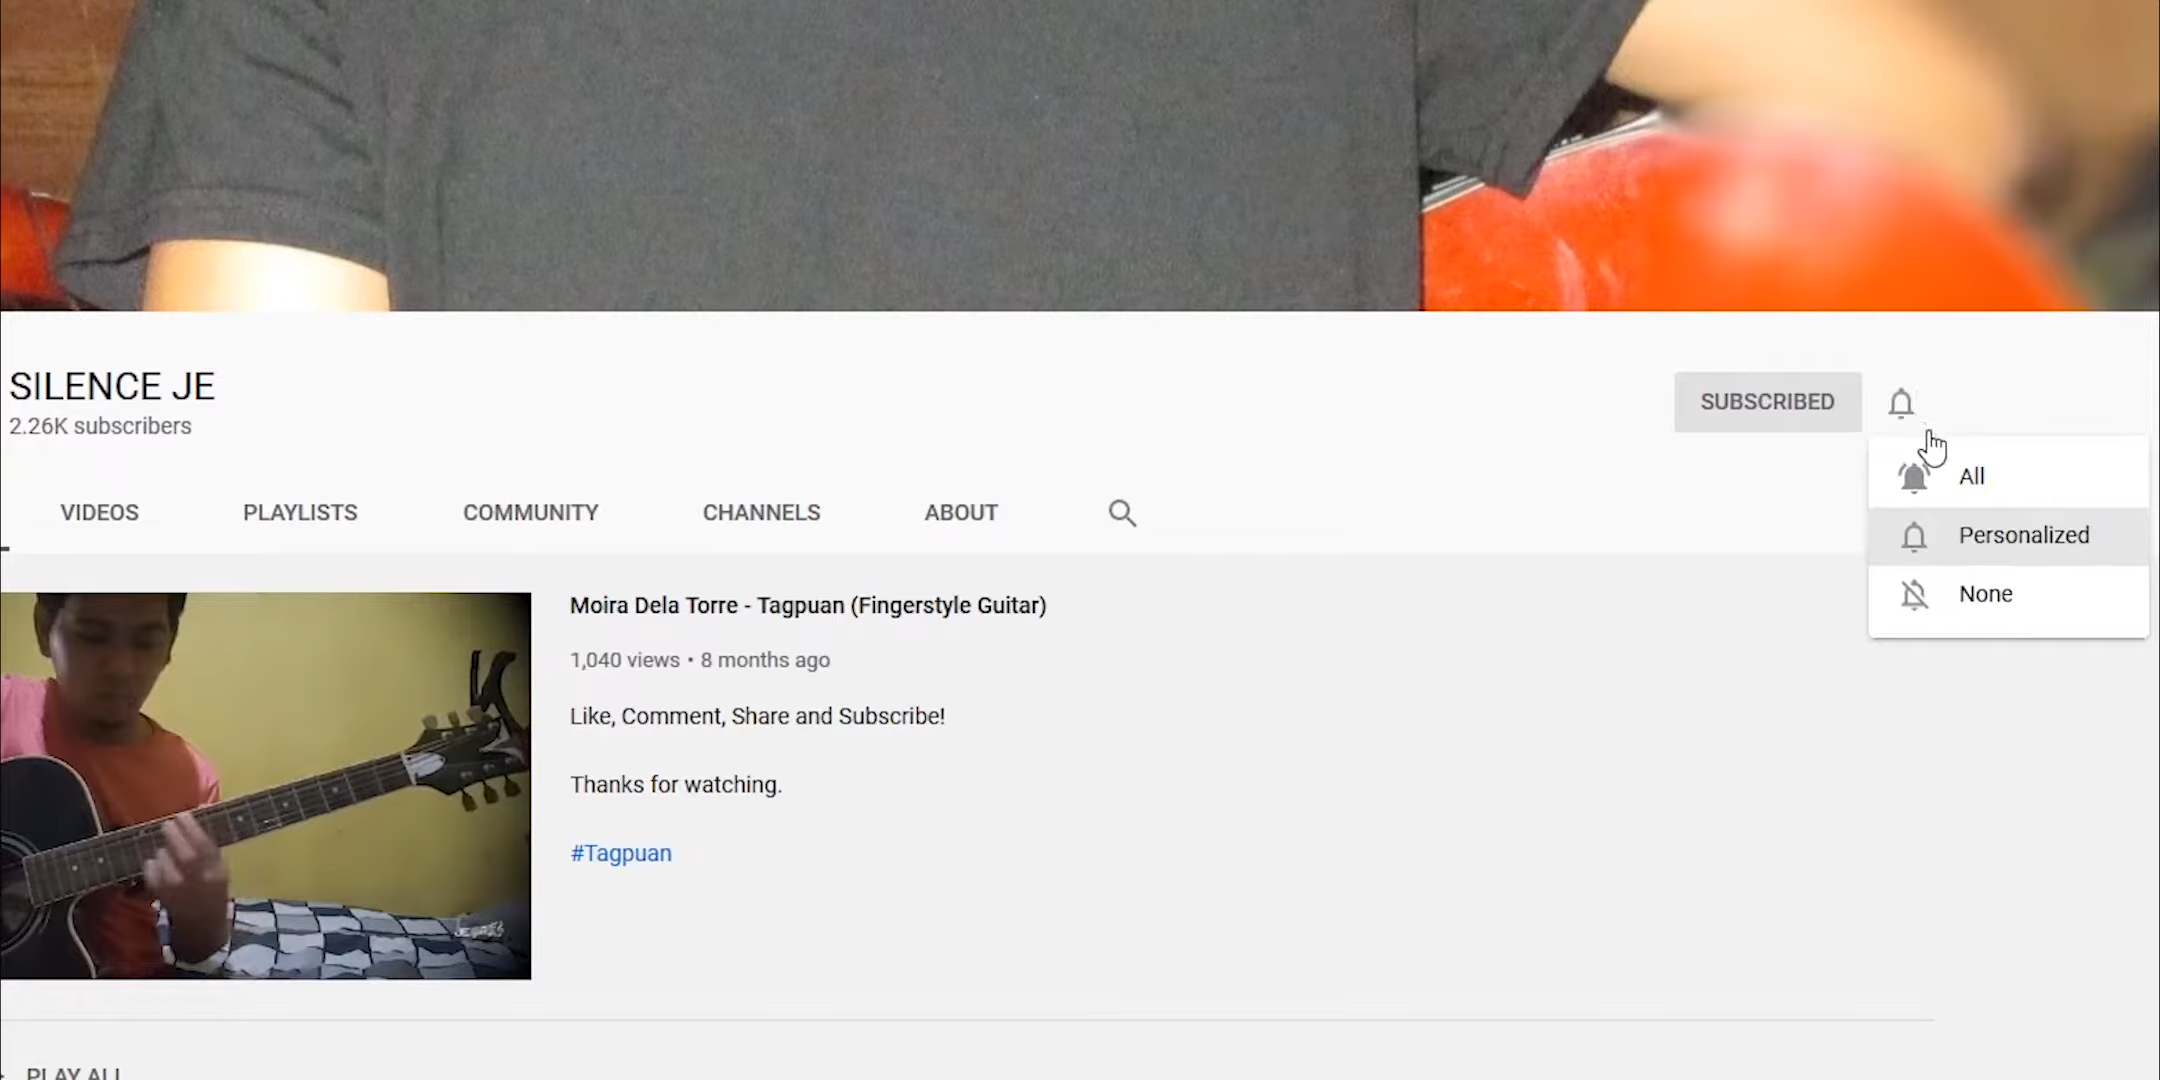 SILENCE JE
2.26K subscribers
SUBSCRIBED
All
Personalized
None
VIDEOS PLAYLISTS COMMUNITY CHANNELS ABOUT
Moira Dela Torre - Tagpuan (Fingerstyle Guitar)
1,040 views • 8 months ago
Like, Comment, Share and Subscribe!
Thanks for watching.
#Tagpuan
PLAY ALL